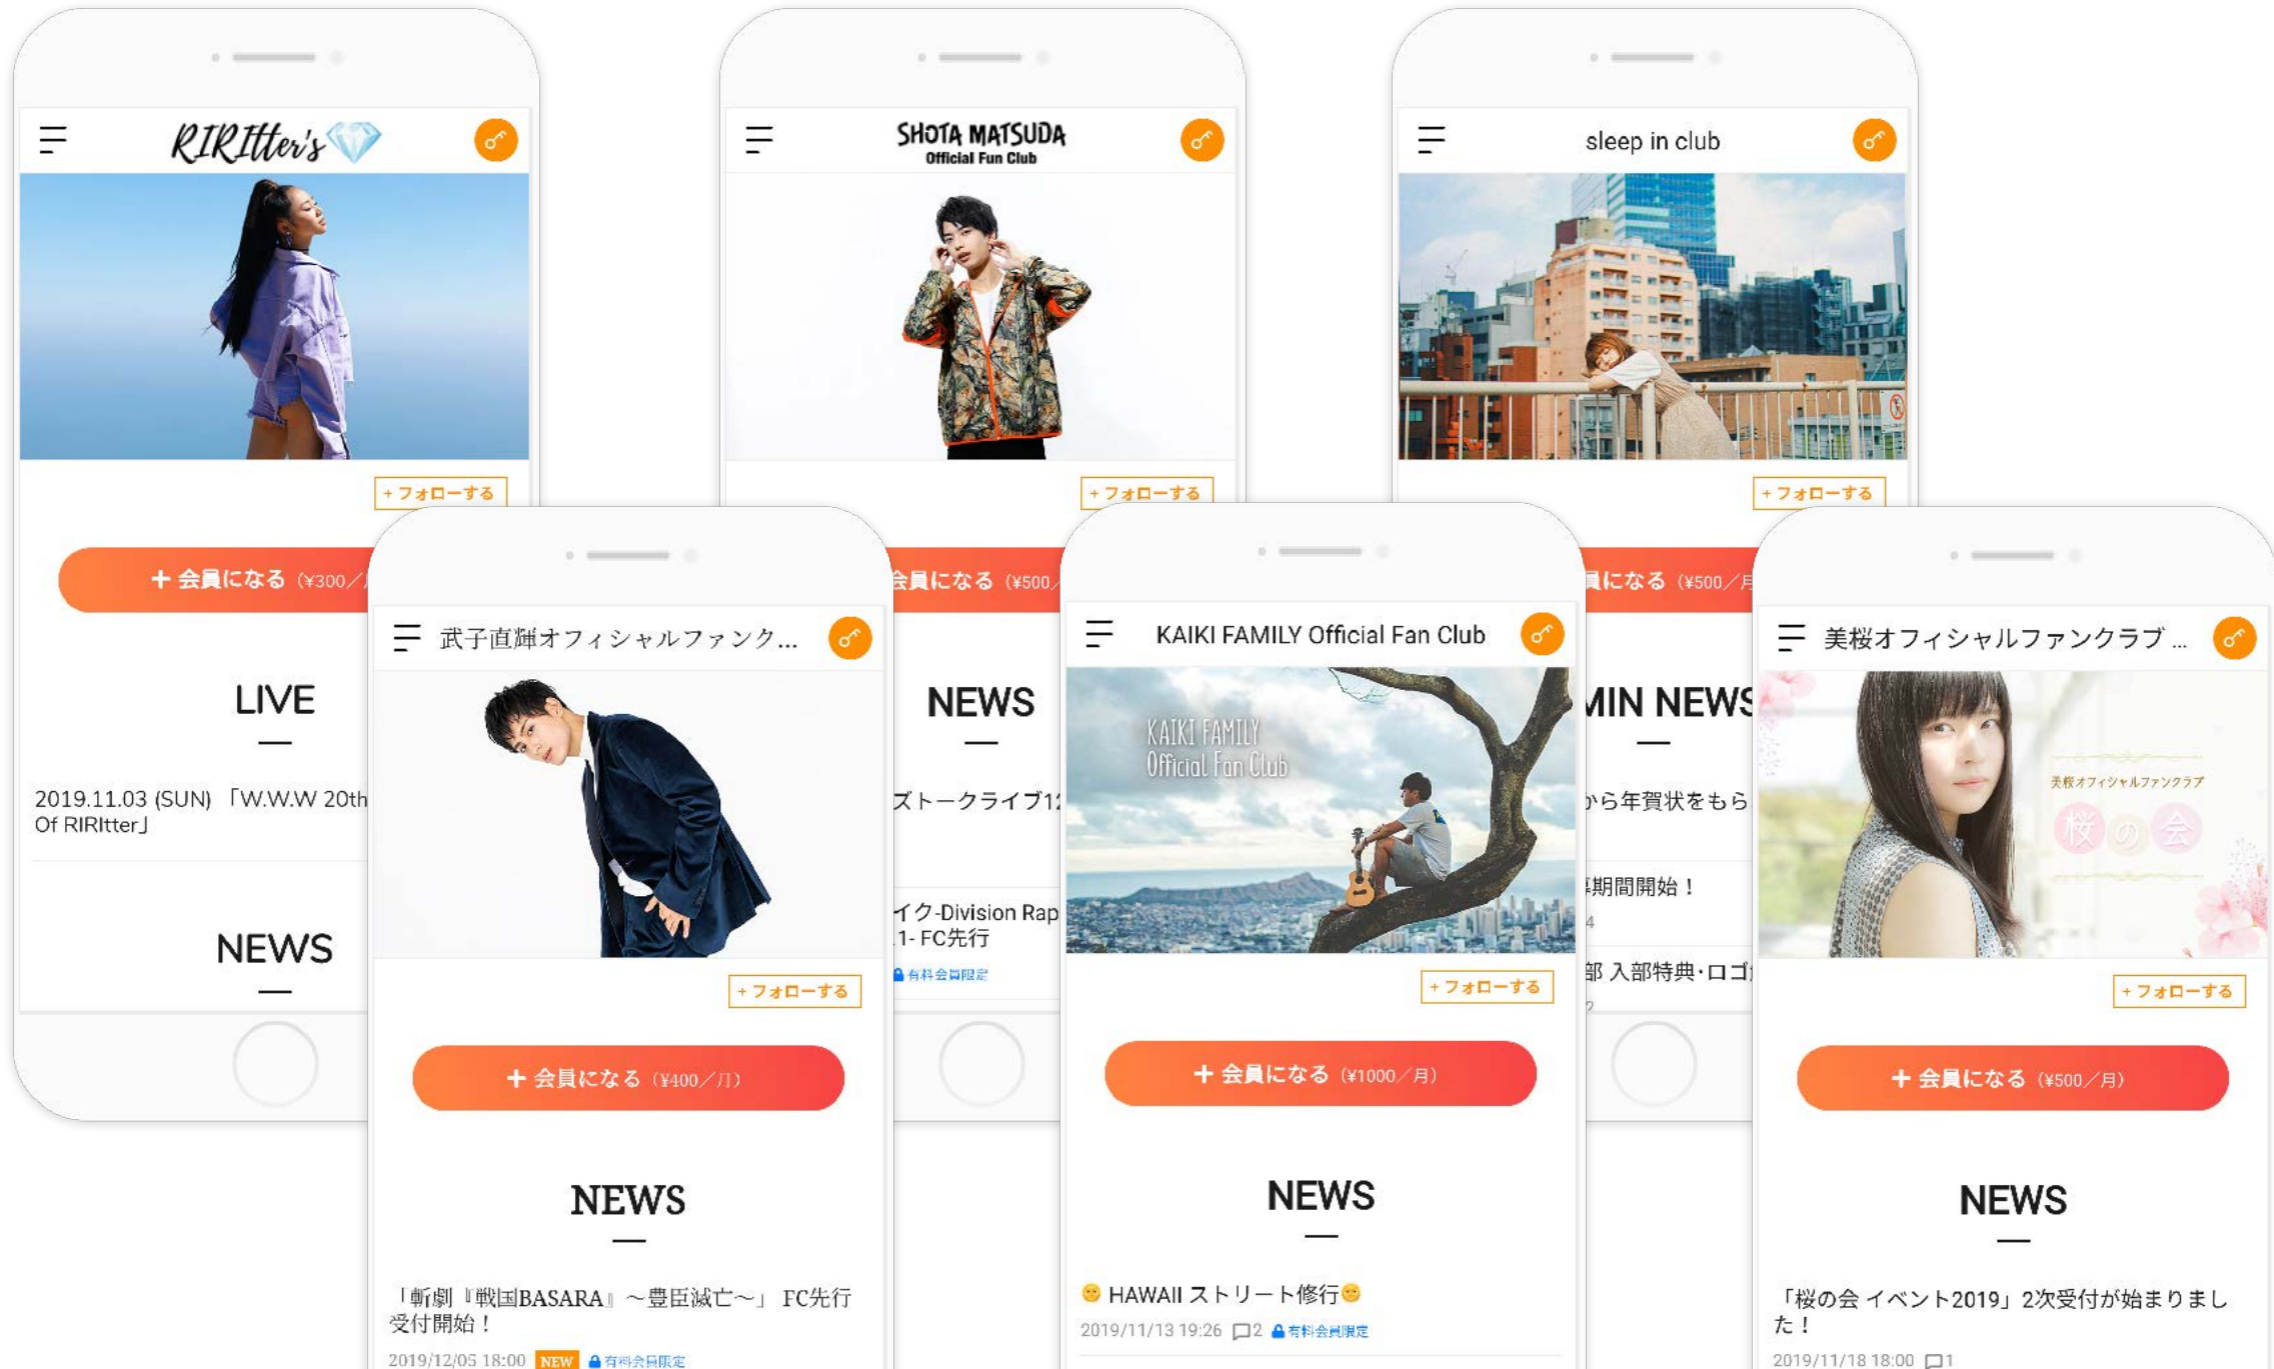 RIRItter's
+ フォローする
+ 会員になる (¥300／
LIVE
2019.11.03 (SUN) 「W.W.W 20th
Of RIRItter」
NEWS
SHOTA MATSUDA
Official Fun Club
+ フォローする
会員になる (¥500／
NEWS
ズトークライブ12
イク-Division Rap
.1- FC先行
有料会員限定
sleep in club
+ フォローする
員になる (¥500／月
MIN NEWS
から年賀状をもら
期間開始！
4
部 入部特典・ロゴ
2
武子直輝オフィシャルファンク...
+ フォローする
+ 会員になる (¥400／月)
NEWS
「斬劇『戦国BASARA』～豊臣滅亡～」 FC先行
受付開始！
2019/12/05 18:00 NEW 有料会員限定
KAIKI FAMILY Official Fan Club
KAIKI FAMILY
Official Fan Club
+ フォローする
+ 会員になる (¥1000／月)
NEWS
🌞 HAWAII ストリート修行🌞
2019/11/13 19:26 2 有料会員限定
美桜オフィシャルファンクラブ ...
美桜オフィシャルファンクラブ
桜の会
+ フォローする
+ 会員になる (¥500／月)
NEWS
「桜の会 イベント2019」2次受付が始まりまし
た！
2019/11/18 18:00 1